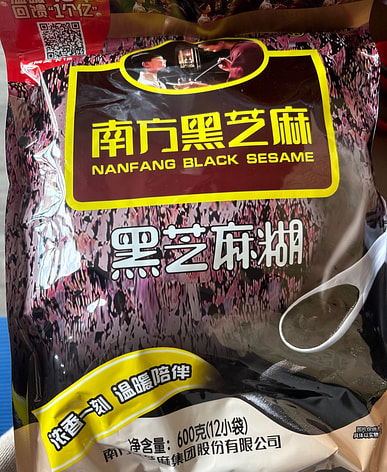 回馈"1个亿"
南方黑芝麻
NANFANG BLACK SESAME
黑芝麻糊
浓香一刻 温暖陪伴
净含量: 600克(12小袋)
南方黑芝麻集团股份有限公司